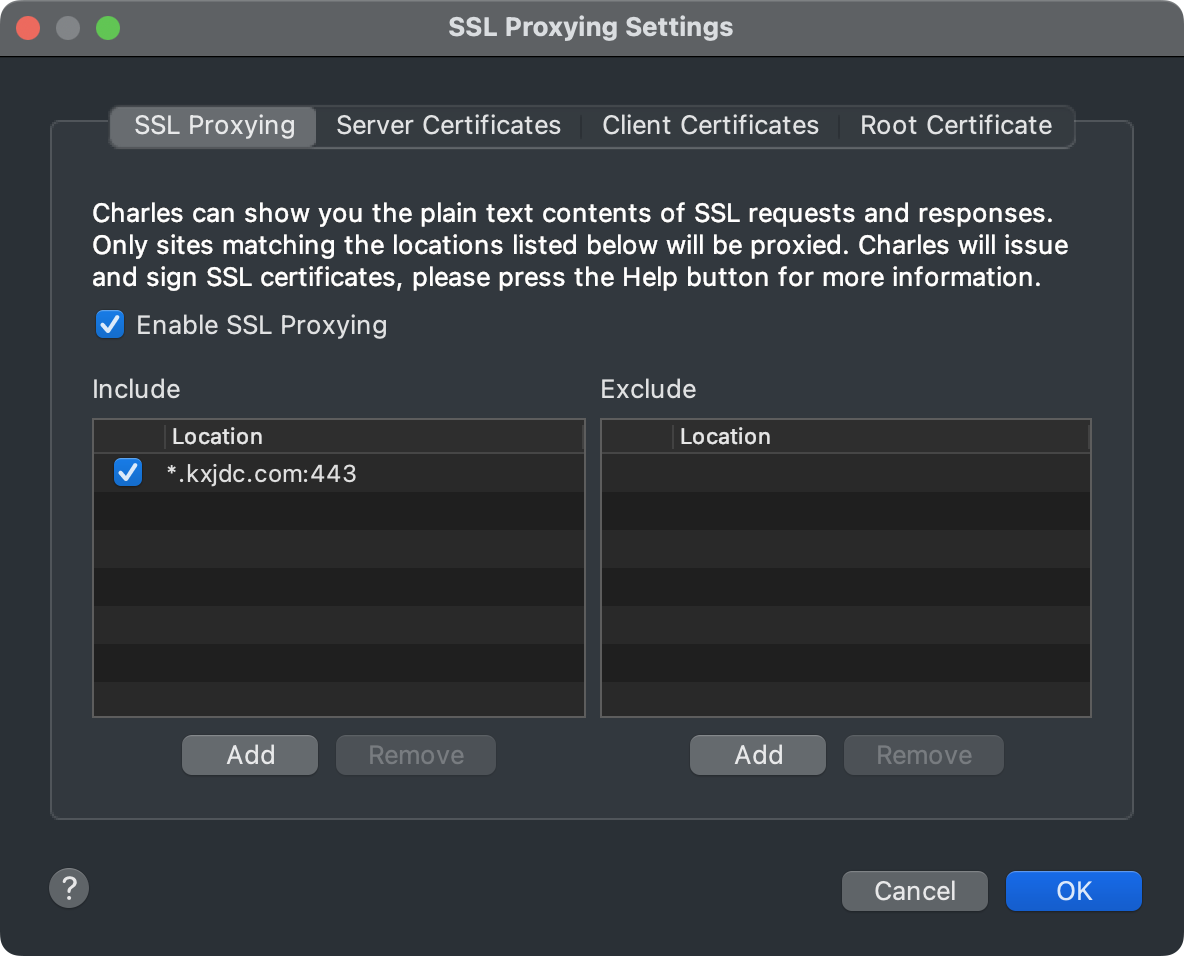 SSL Proxying Settings
SSL Proxying Server Certificates Client Certificates Root Certificate
Charles can show you the plain text contents of SSL requests and responses.
Only sites matching the locations listed below will be proxied. Charles will issue
and sign SSL certificates, please press the Help button for more information.
Enable SSL Proxying
Include Exclude
Location Location
*.kxjdc.com:443
Add Remove Add Remove
? Cancel OK